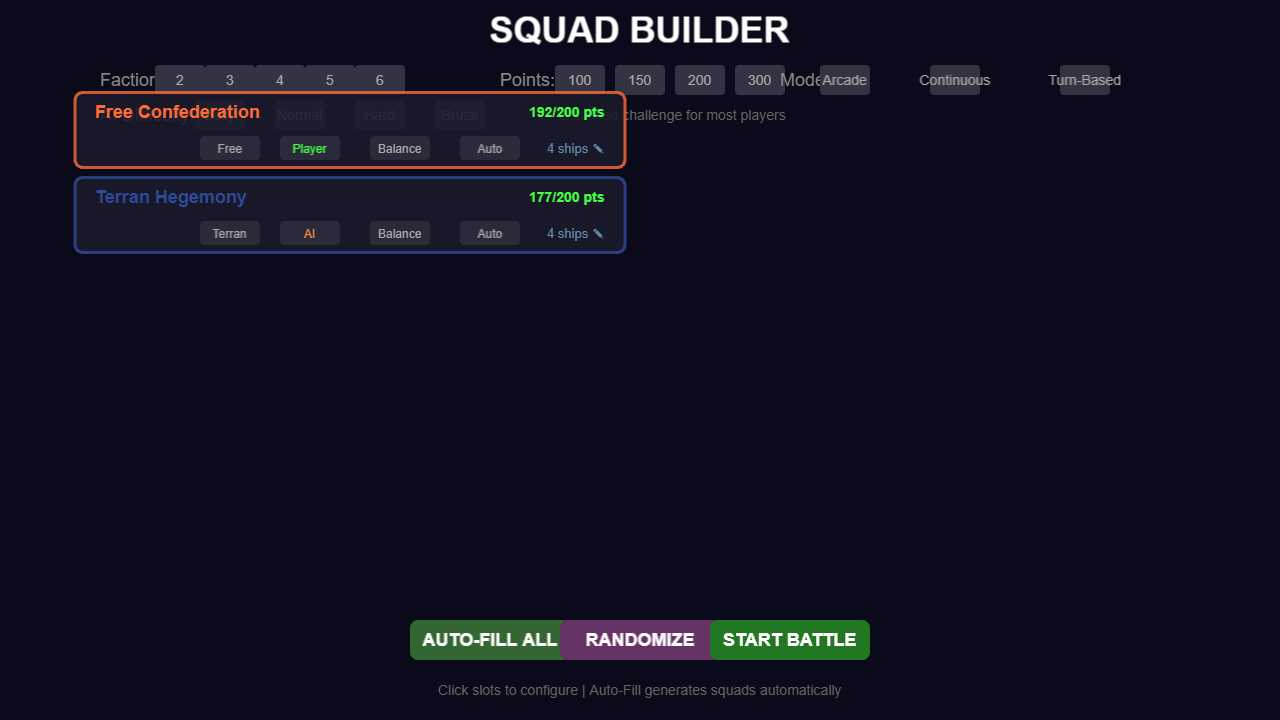 SQUAD BUILDER
Faction 2 3 4 5 6 Points: 100 150 200 300 Mode Arcade Continuous Turn-Based
Free Confederation 192/200 pts
Normal Hard Brutal challenge for most players
Free Player Balance Auto 4 ships
Terran Hegemony 177/200 pts
Terran AI Balance Auto 4 ships
AUTO-FILL ALL RANDOMIZE START BATTLE
Click slots to configure | Auto-Fill generates squads automatically